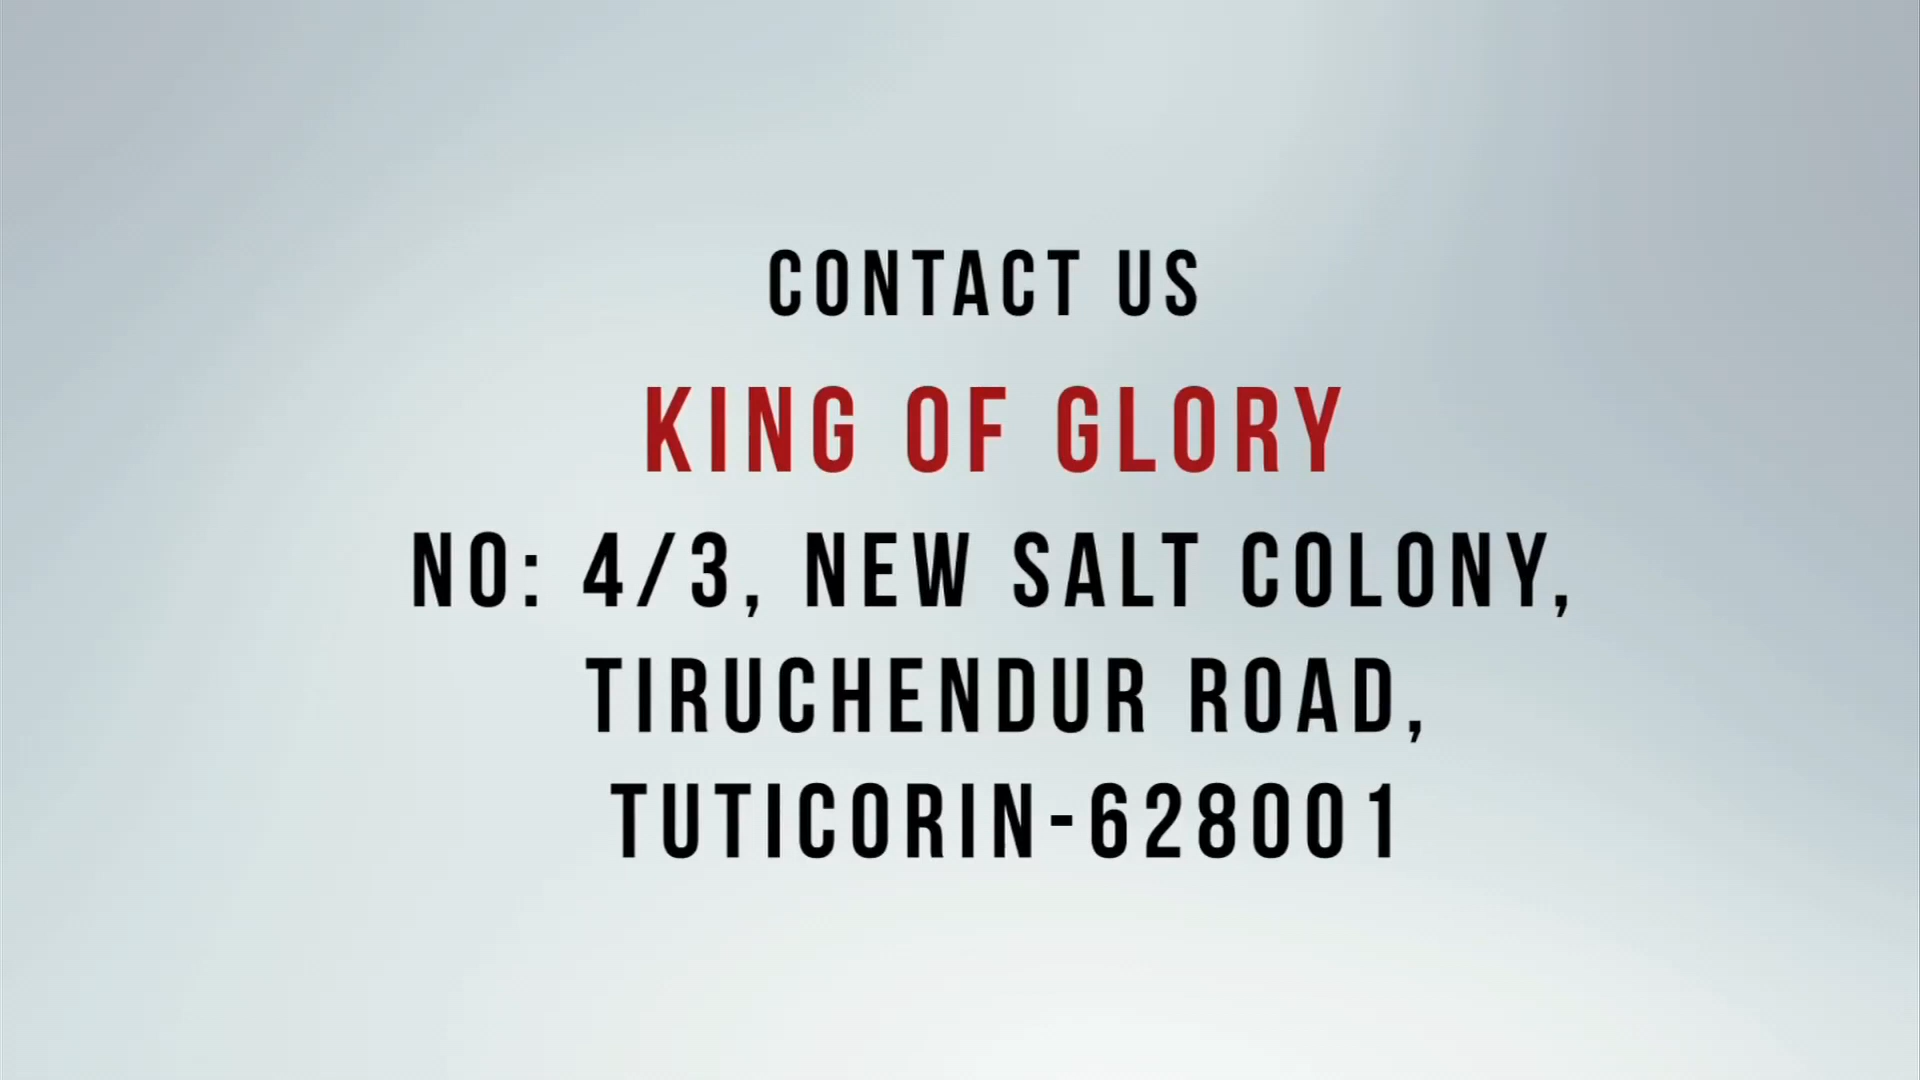 CONTACT US
KING OF GLORY
NO: 4/3, NEW SALT COLONY,
TIRUCHENDUR ROAD,
TUTICORIN-628001